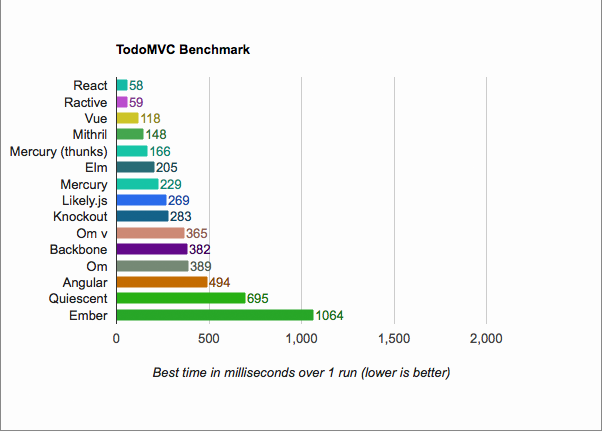 TodoMVC Benchmark
React 58
Ractive 59
Vue 118
Mithril 148
Mercury (thunks) 166
Elm 205
Mercury 229
Likely.js 269
Knockout 283
Om v 365
Backbone 382
Om 389
Angular 494
Quiescent 695
Ember 1064
0 500 1,000 1,500 2,000
Best time in milliseconds over 1 run (lower is better)